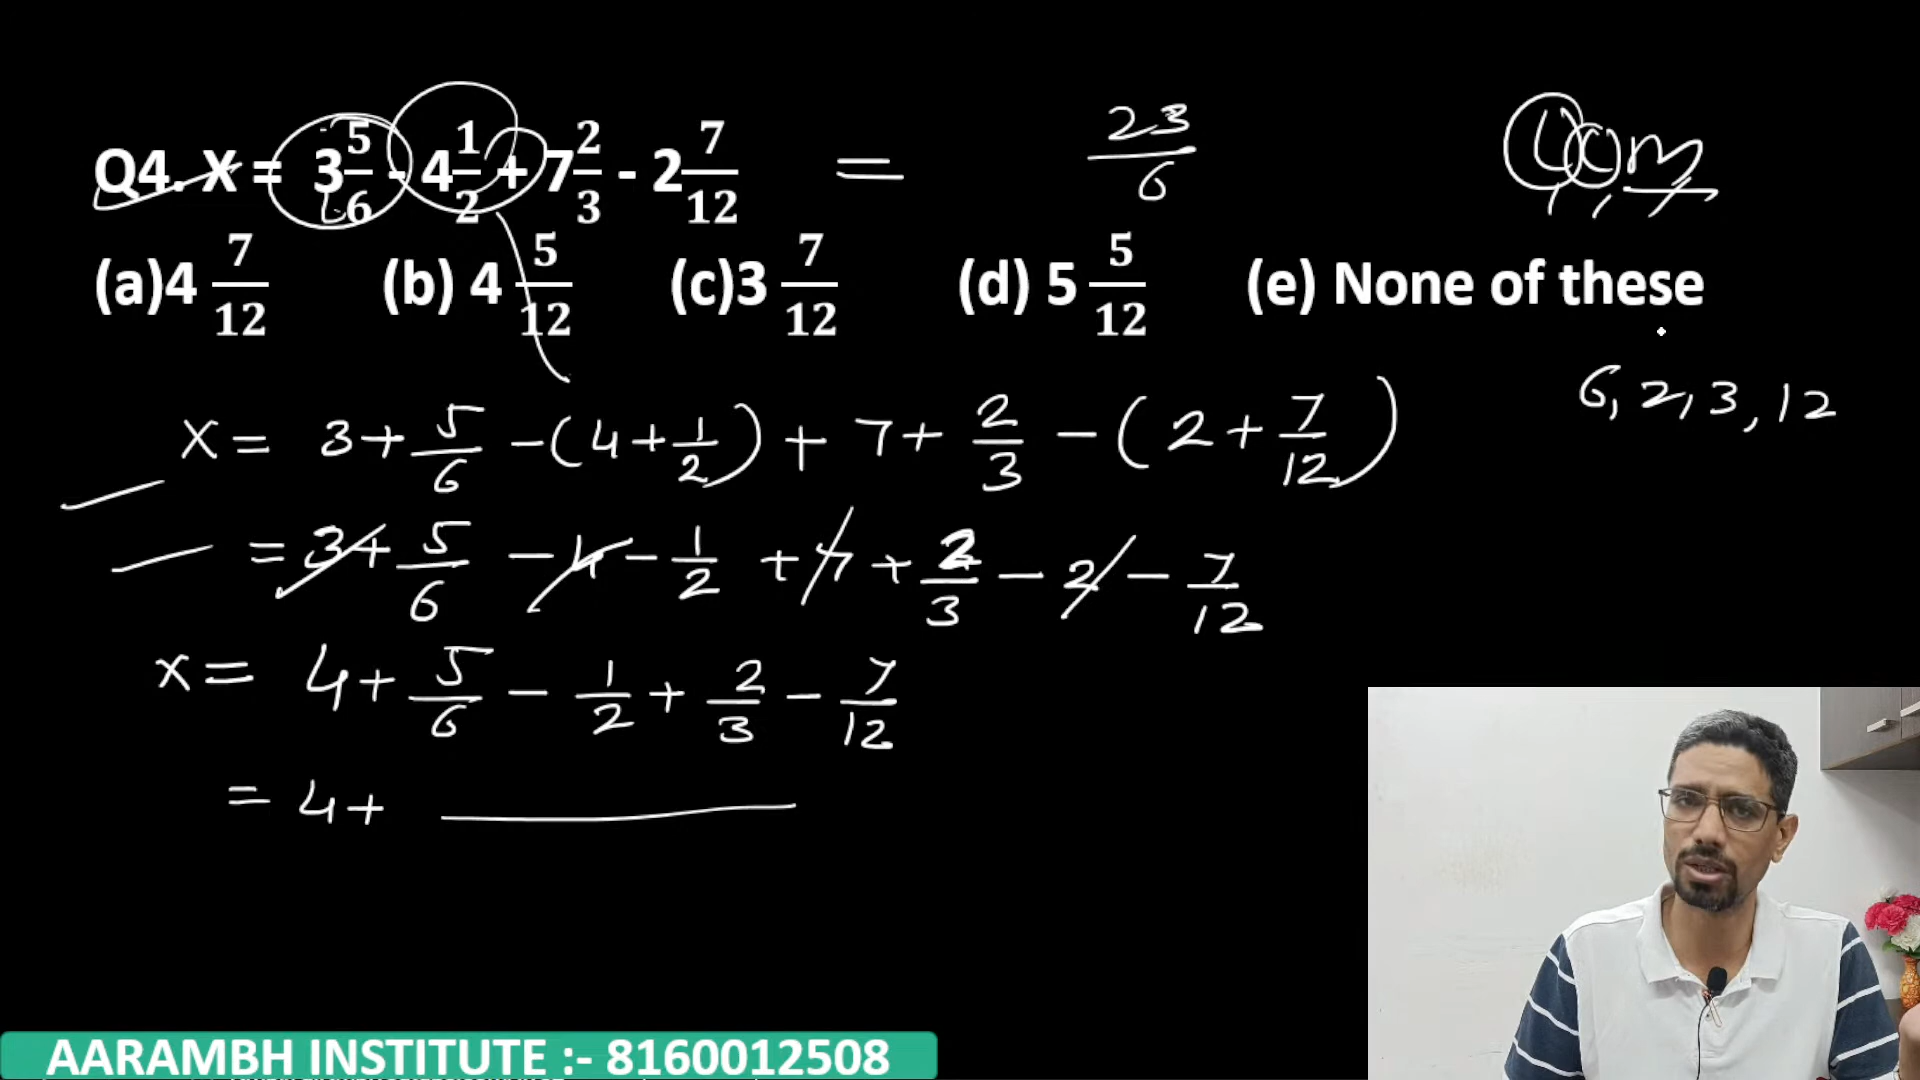 Q4. X = 3 5/6 - 4 1/2 + 7 2/3 - 2 7/12 = 23/6 LCM
(a)4 7/12 (b) 4 5/12 (c)3 7/12 (d) 5 5/12 (e) None of these
6, 2, 3, 12
x = 3 + 5/6 - (4 + 1/2) + 7 + 2/3 - (2 + 7/12)
= 3 + 5/6 - 4 - 1/2 + 7 + 2/3 - 2 - 7/12
x = 4 + 5/6 - 1/2 + 2/3 - 7/12
= 4 +
AARAMBH INSTITUTE :- 8160012508